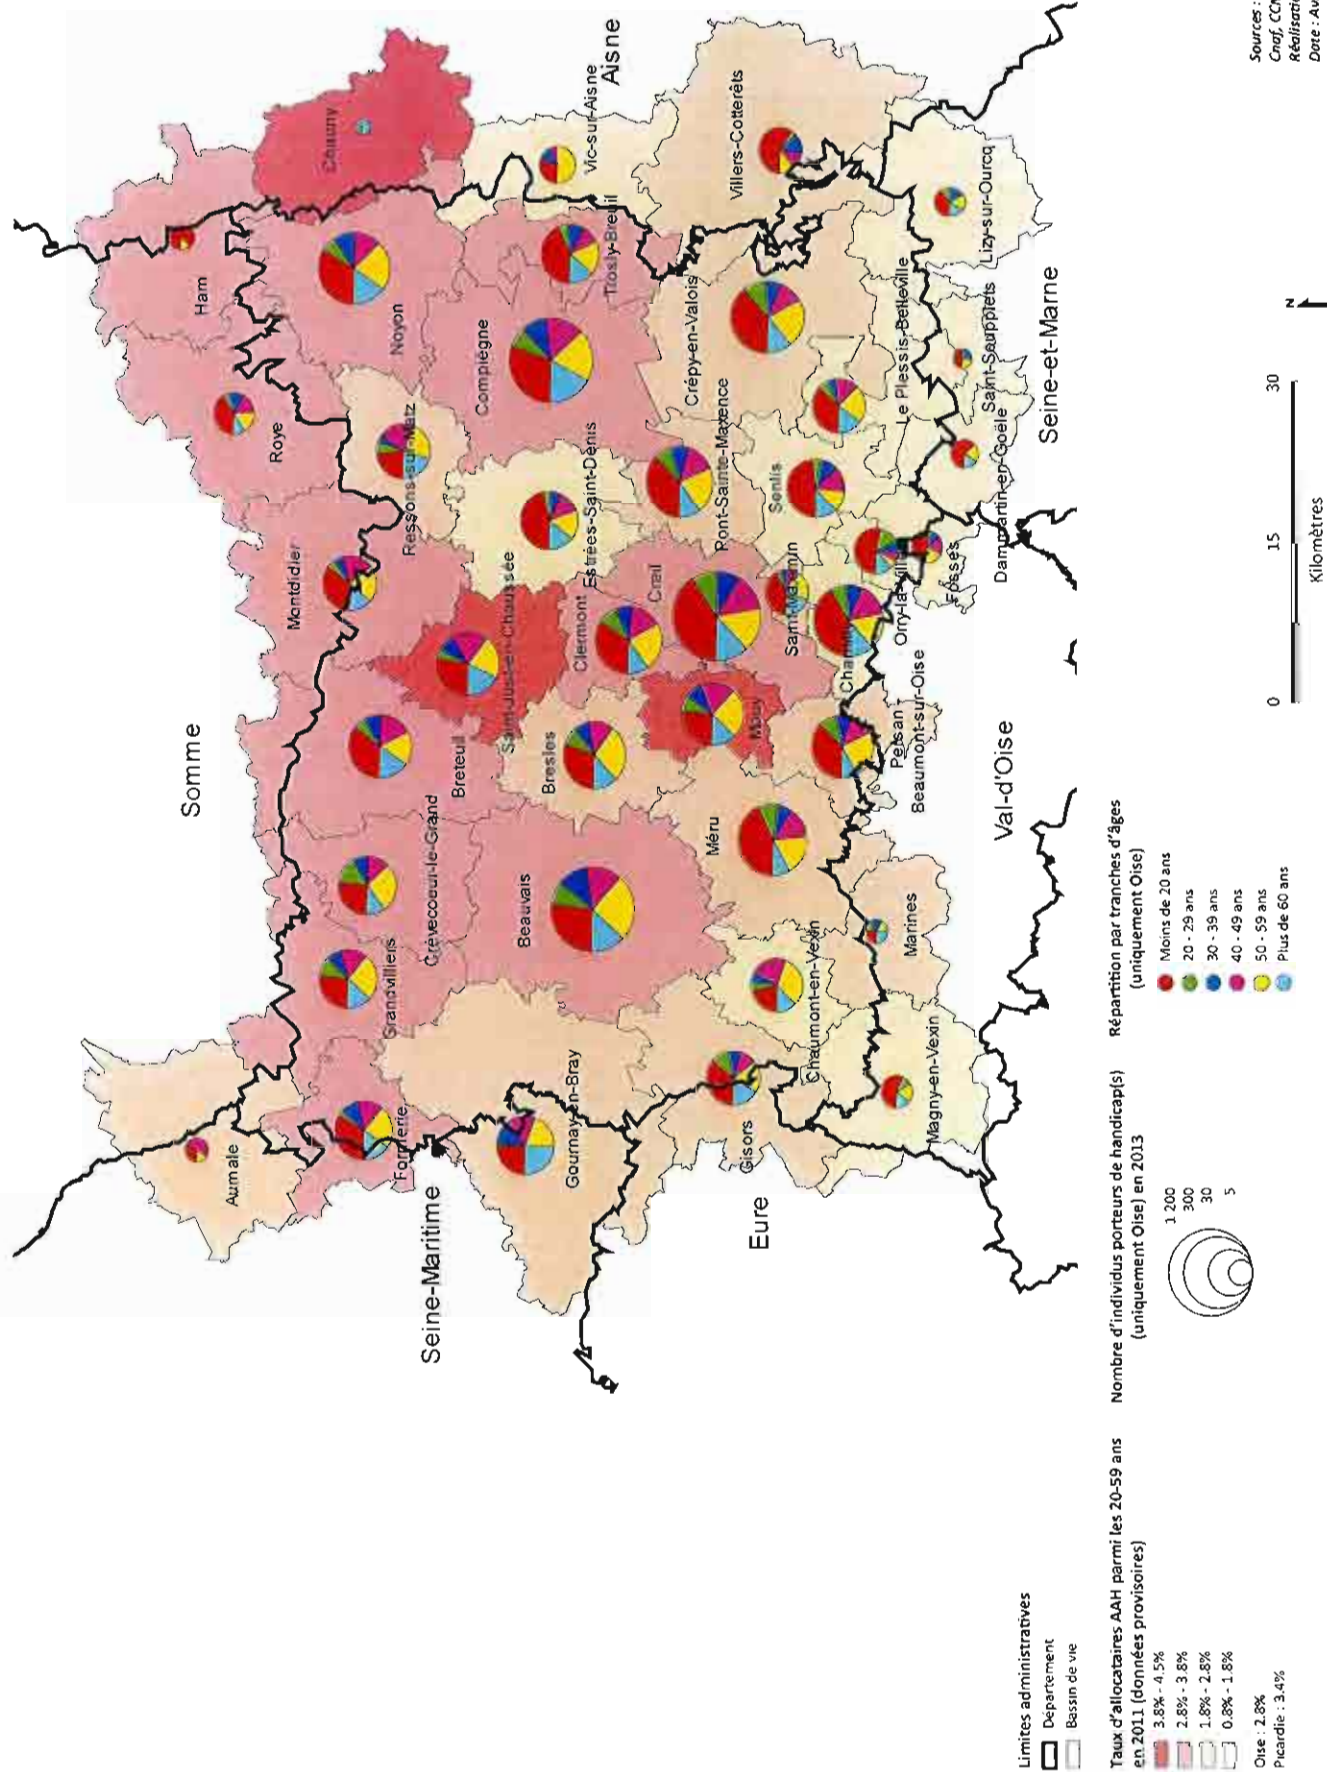 Somme
Aisne
Seine-Maritime
Eure
Val-d'Oise
Seine-et-Marne
Aumale
Formerie
Grandvilliers
Crèvecoeur-le-Grand
Breteuil
Montdidier
Roye
Ham
Chauny
Noyon
Ressons-sur-Matz
Compiègne
Trosly-Breuil
Vic-sur-Aisne
Gournay-en-Bray
Beauvais
Bresles
Saint-Just-en-Chaussée
Clermont
Estrées-Saint-Denis
Creil
Mouy
Pont-Sainte-Maxence
Crépy-en-Valois
Villers-Cotterêts
Gisors
Chaumont-en-Vexin
Méru
Persan
Beaumont-sur-Oise
Senlis
Le Plessis-Belleville
Magny-en-Vexin
Marines
Fosses
Dammartin-en-Goële
Saint-Soupplets
Lizy-sur-Ourcq
Limites administratives
Département
Bassin de vie
Taux d'allocataires AAH parmi les 20-59 ans
en 2011 (données provisoires)
3.8% - 4.5%
2.8% - 3.8%
1.8% - 2.8%
0.8% - 1.8%
Oise : 2.8%
Picardie : 3.4%
Nombre d'individus porteurs de handicap(s)
(uniquement Oise) en 2013
1 200
300
30
5
Répartition par tranches d'âges
(uniquement Oise)
Moins de 20 ans
20 - 29 ans
30 - 39 ans
40 - 49 ans
50 - 59 ans
Plus de 60 ans
0 15 30
Kilomètres
N
Sources :
Cnaf,
Réalisatio
Date : Av